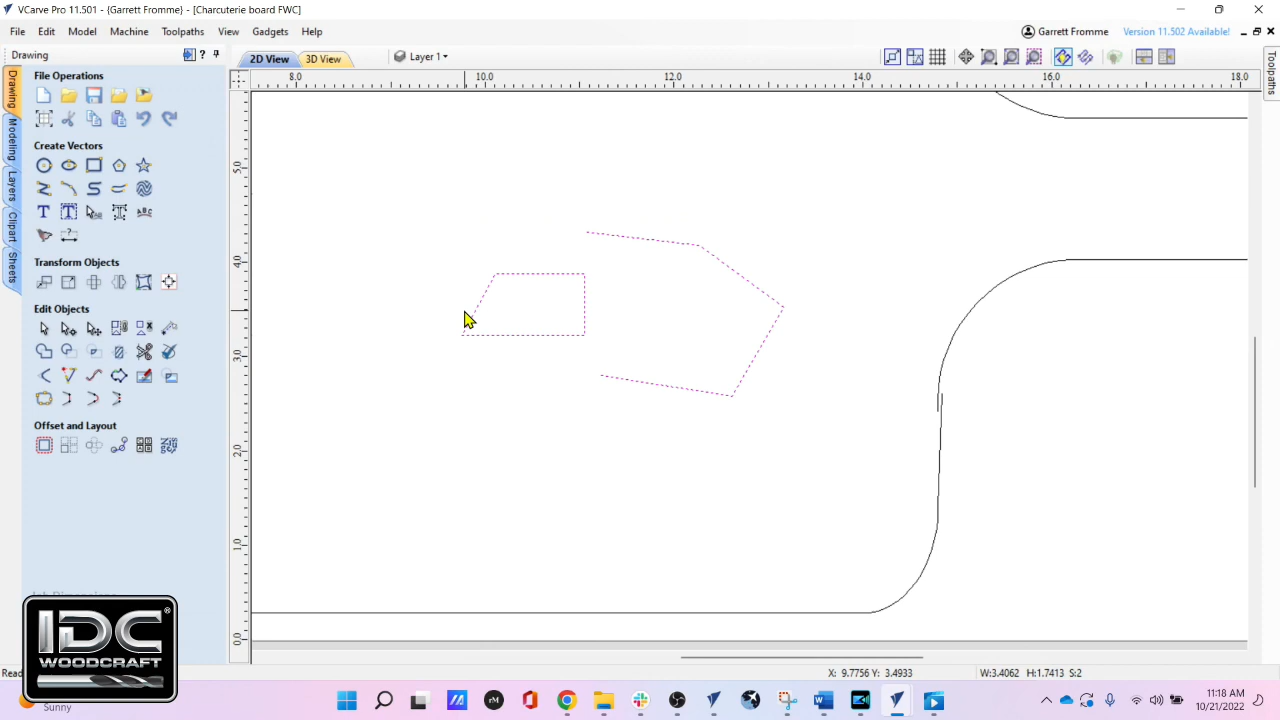 VCarve Pro 11.501 - {Garrett Fromme} - [Charcuterie board FWC]
File Edit Model Machine Toolpaths View Gadgets Help
Garrett Fromme Version 11.502 Available!
Drawing
2D View 3D View Layer 1
8.0 10.0 12.0 14.0 16.0 18.0
Drawing
Modeling
Layers
Clipart
Sheets
File Operations
Create Vectors
Transform Objects
Edit Objects
Offset and Layout
5.0
4.0
3.0
2.0
1.0
0.0
Toolpaths
IDC
WOODCRAFT
®
Read
X: 9.7756 Y: 3.4933
W:3.4062 H:1.7413 S:2
Sunny
11:18 AM
10/21/2022